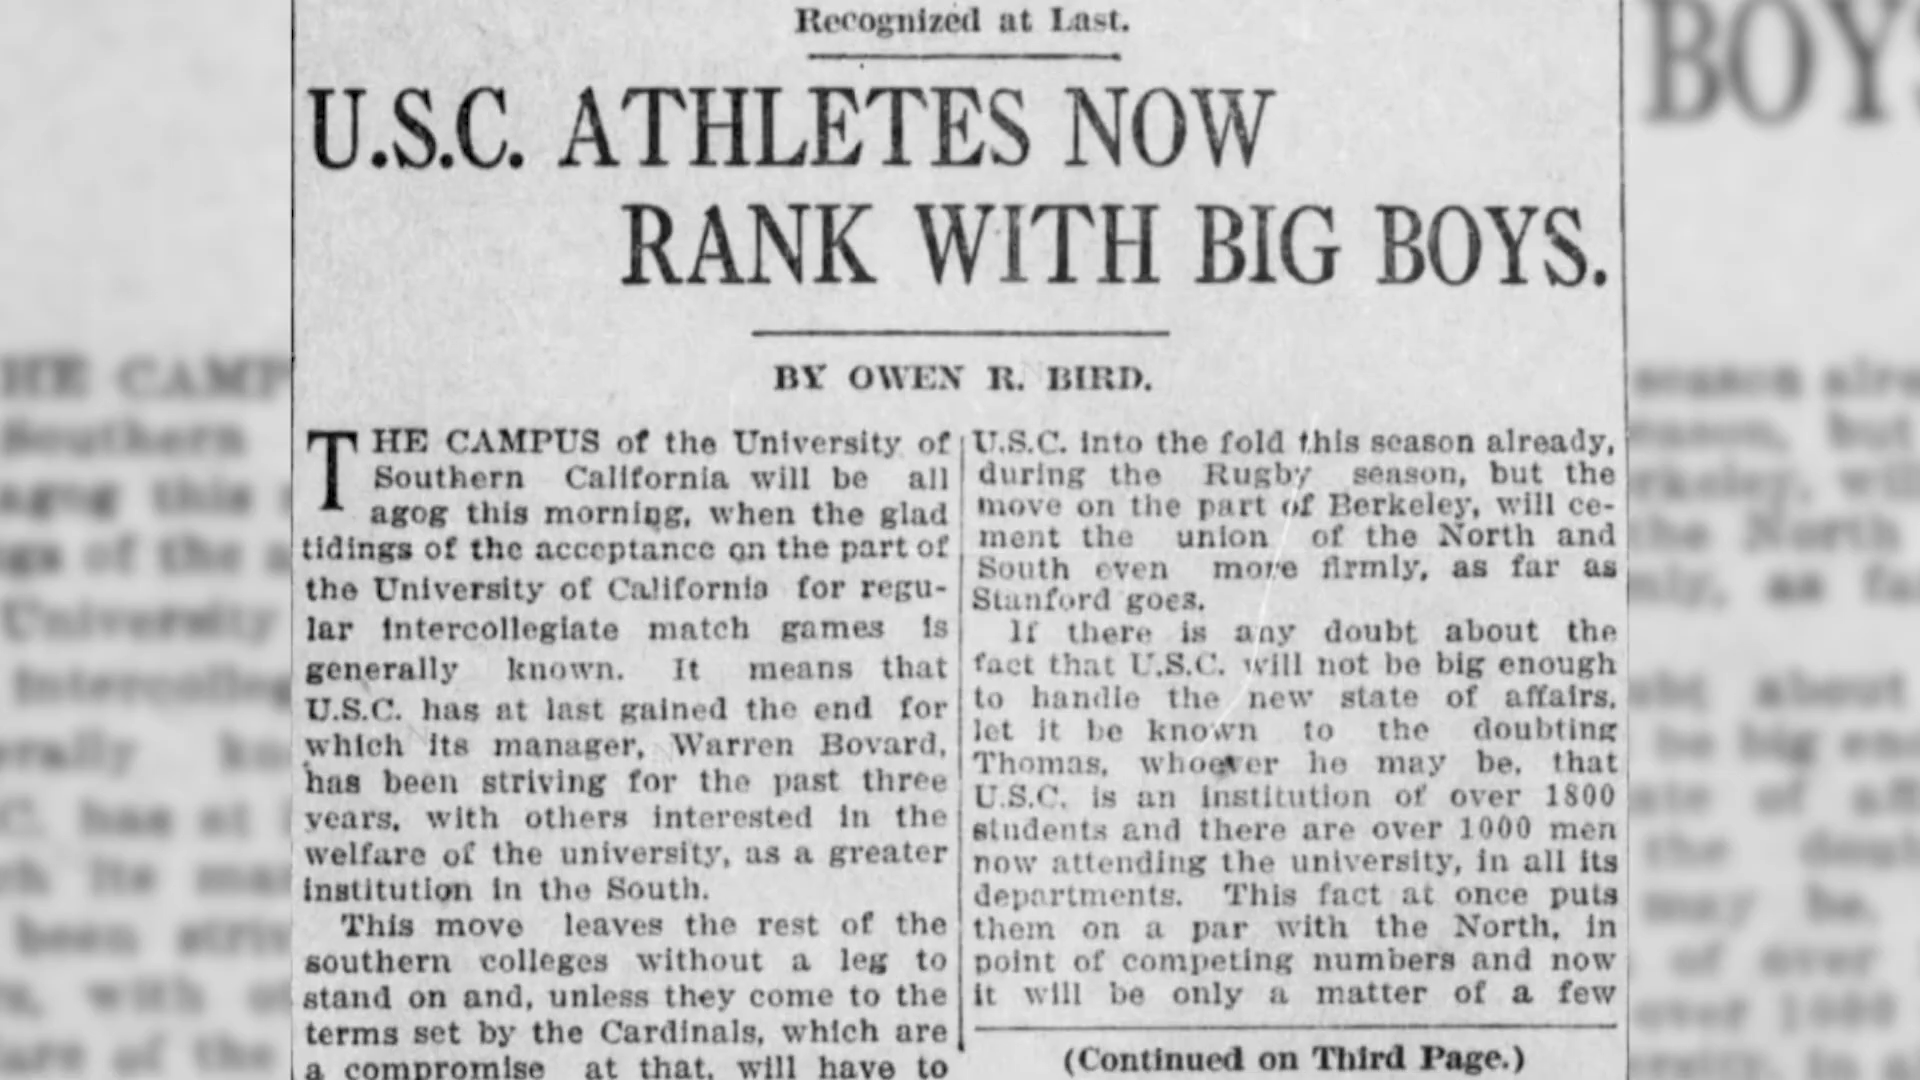 Recognized at Last.
U.S.C. ATHLETES NOW
RANK WITH BIG BOYS.
BY OWEN R. BIRD.
THE CAMPUS of the University of
Southern California will be all
agog this morning, when the glad
tidings of the acceptance on the part of
the University of California for regu-
lar intercollegiate match games is
generally known. It means that
U.S.C. has at last gained the end for
which its manager, Warren Bovard,
has been striving for the past three
years, with others interested in the
welfare of the university, as a greater
institution in the South.
This move leaves the rest of the
southern colleges without a leg to
stand on and, unless they come to the
terms set by the Cardinals, which are
a compromise at that, will have to
U.S.C. into the fold this season already,
during the Rugby season, but the
move on the part of Berkeley, will ce-
ment the union of the North and
South even more firmly, as far as
Stanford goes.
If there is any doubt about the
fact that U.S.C. will not be big enough
to handle the new state of affairs,
let it be known to the doubting
Thomas, whoever he may be, that
U.S.C. is an institution of over 1800
students and there are over 1000 men
now attending the university, in all its
departments. This fact at once puts
them on a par with the North, in
point of competing numbers and now
it will be only a matter of a few
(Continued on Third Page.)